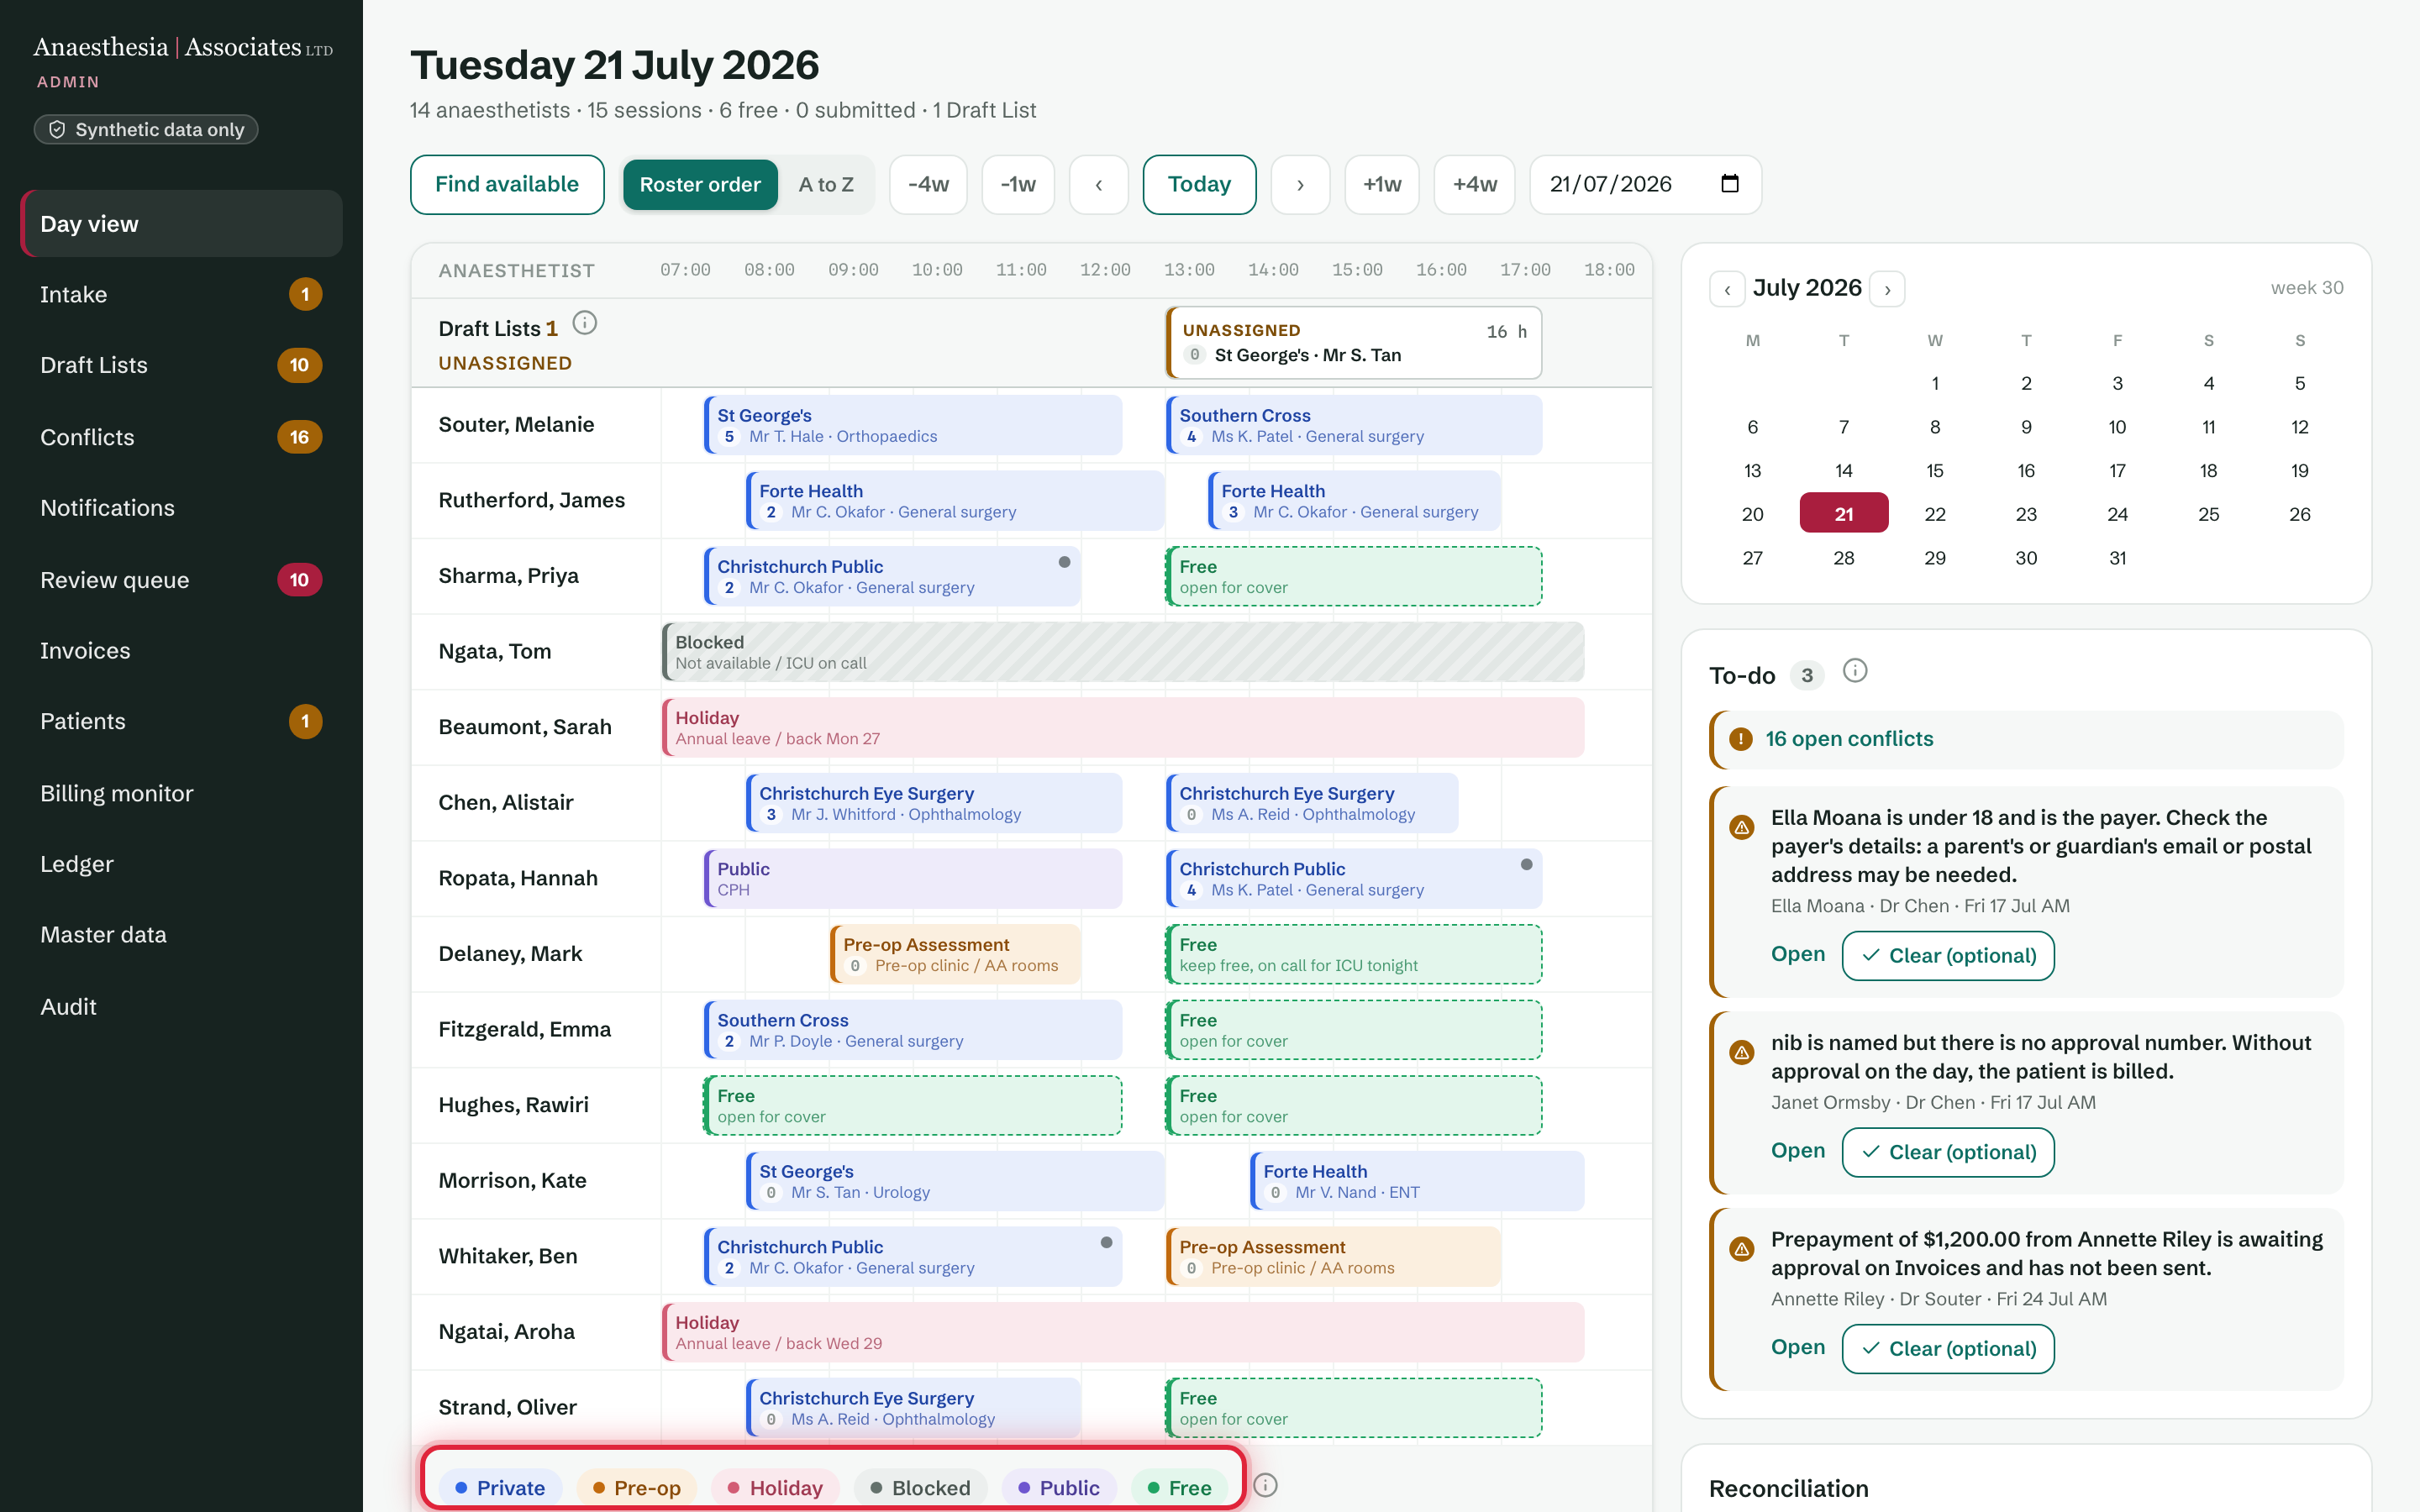 Anaesthesia | Associates LTD
ADMIN
Synthetic data only
Day view
Intake 1
Draft Lists 10
Conflicts 16
Notifications
Review queue 10
Invoices
Patients 1
Billing monitor
Ledger
Master data
Audit
Tuesday 21 July 2026
14 anaesthetists · 15 sessions · 6 free · 0 submitted · 1 Draft List
Find available Roster order A to Z -4w -1w ‹ Today › +1w +4w 21/07/2026
ANAESTHETIST 07:00 08:00 09:00 10:00 11:00 12:00 13:00 14:00 15:00 16:00 17:00 18:00
Draft Lists 1
UNASSIGNED
UNASSIGNED 16 h
0 St George's · Mr S. Tan
Souter, Melanie
St George's
5 Mr T. Hale · Orthopaedics
Southern Cross
4 Ms K. Patel · General surgery
Rutherford, James
Forte Health
2 Mr C. Okafor · General surgery
Forte Health
3 Mr C. Okafor · General surgery
Sharma, Priya
Christchurch Public
2 Mr C. Okafor · General surgery
Free
open for cover
Ngata, Tom
Blocked
Not available / ICU on call
Beaumont, Sarah
Holiday
Annual leave / back Mon 27
Chen, Alistair
Christchurch Eye Surgery
3 Mr J. Whitford · Ophthalmology
Christchurch Eye Surgery
0 Ms A. Reid · Ophthalmology
Ropata, Hannah
Public
CPH
Christchurch Public
4 Ms K. Patel · General surgery
Delaney, Mark
Pre-op Assessment
0 Pre-op clinic / AA rooms
Free
keep free, on call for ICU tonight
Fitzgerald, Emma
Southern Cross
2 Mr P. Doyle · General surgery
Free
open for cover
Hughes, Rawiri
Free
open for cover
Free
open for cover
Morrison, Kate
St George's
0 Mr S. Tan · Urology
Forte Health
0 Mr V. Nand · ENT
Whitaker, Ben
Christchurch Public
2 Mr C. Okafor · General surgery
Pre-op Assessment
0 Pre-op clinic / AA rooms
Ngatai, Aroha
Holiday
Annual leave / back Wed 29
Strand, Oliver
Christchurch Eye Surgery
0 Ms A. Reid · Ophthalmology
Free
open for cover
Private Pre-op Holiday Blocked Public Free
‹ July 2026 › week 30
M T W T F S S
1 2 3 4 5
6 7 8 9 10 11 12
13 14 15 16 17 18 19
20 21 22 23 24 25 26
27 28 29 30 31
To-do 3
16 open conflicts
Ella Moana is under 18 and is the payer. Check the
payer's details: a parent's or guardian's email or postal
address may be needed.
Ella Moana · Dr Chen · Fri 17 Jul AM
Open Clear (optional)
nib is named but there is no approval number. Without
approval on the day, the patient is billed.
Janet Ormsby · Dr Chen · Fri 17 Jul AM
Open Clear (optional)
Prepayment of $1,200.00 from Annette Riley is awaiting
approval on Invoices and has not been sent.
Annette Riley · Dr Souter · Fri 24 Jul AM
Open Clear (optional)
Reconciliation